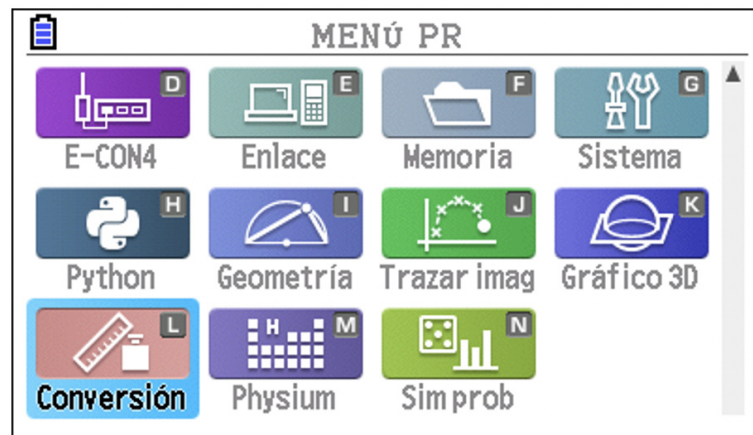 MENÚ PR
D E F G
E-CON4 Enlace Memoria Sistema
H I J K
Python Geometría Trazar imag Gráfico 3D
L H M N
Conversión Physium Sim prob